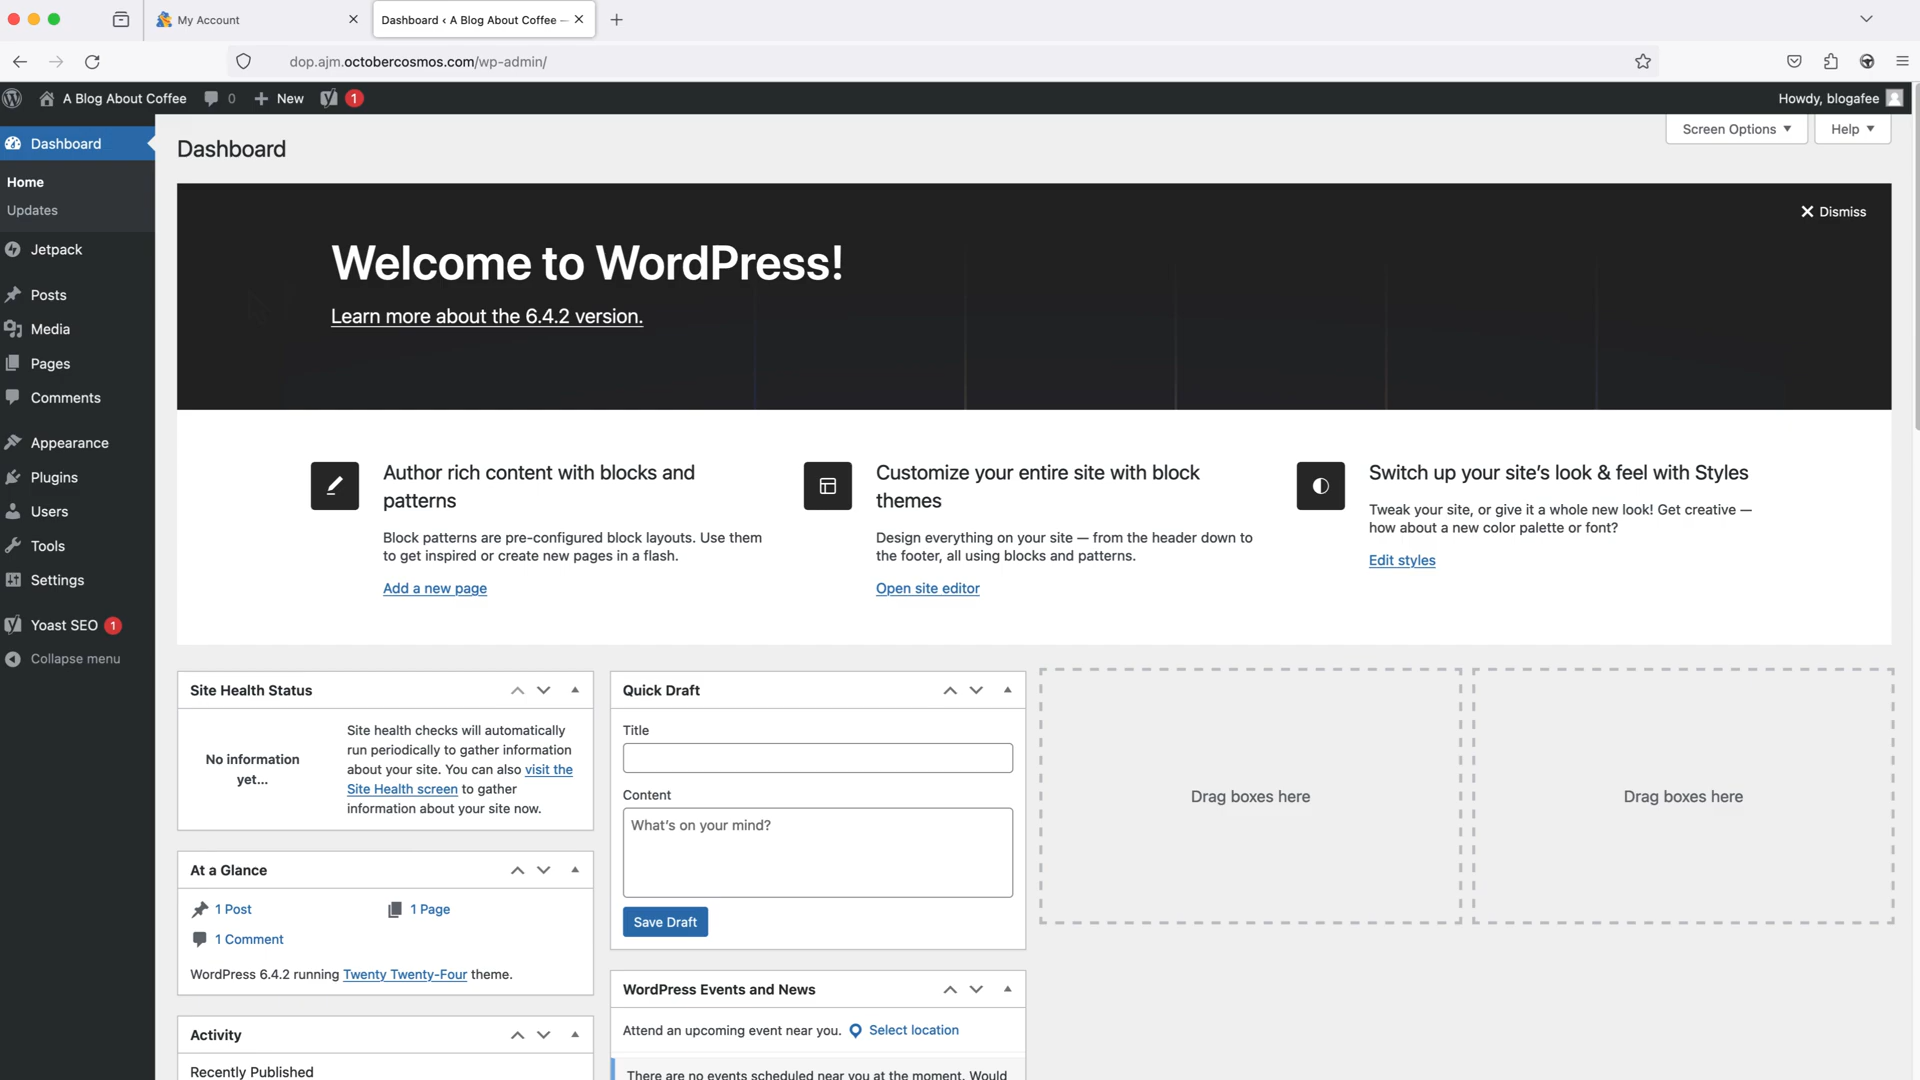 My Account
Dashboard ‹ A Blog About Coffee —
dop.ajm.octobercosmos.com/wp-admin/
A Blog About Coffee
0
New
1
Howdy, blogafee
Dashboard
Home
Updates
Jetpack
Posts
Media
Pages
Comments
Appearance
Plugins
Users
Tools
Settings
Yoast SEO 1
Collapse menu
Dashboard
Screen Options
Help
Dismiss
Welcome to WordPress!
Learn more about the 6.4.2 version.
Author rich content with blocks and
patterns
Block patterns are pre-configured block layouts. Use them
to get inspired or create new pages in a flash.
Add a new page
Customize your entire site with block
themes
Design everything on your site — from the header down to
the footer, all using blocks and patterns.
Open site editor
Switch up your site’s look & feel with Styles
Tweak your site, or give it a whole new look! Get creative —
how about a new color palette or font?
Edit styles
Site Health Status
No information
yet...
Site health checks will automatically
run periodically to gather information
about your site. You can also visit the
Site Health screen to gather
information about your site now.
At a Glance
1 Post
1 Page
1 Comment
WordPress 6.4.2 running Twenty Twenty-Four theme.
Activity
Recently Published
Quick Draft
Title
Content
What’s on your mind?
Save Draft
WordPress Events and News
Attend an upcoming event near you.
Select location
There are no events scheduled near you at the moment. Would
Drag boxes here
Drag boxes here